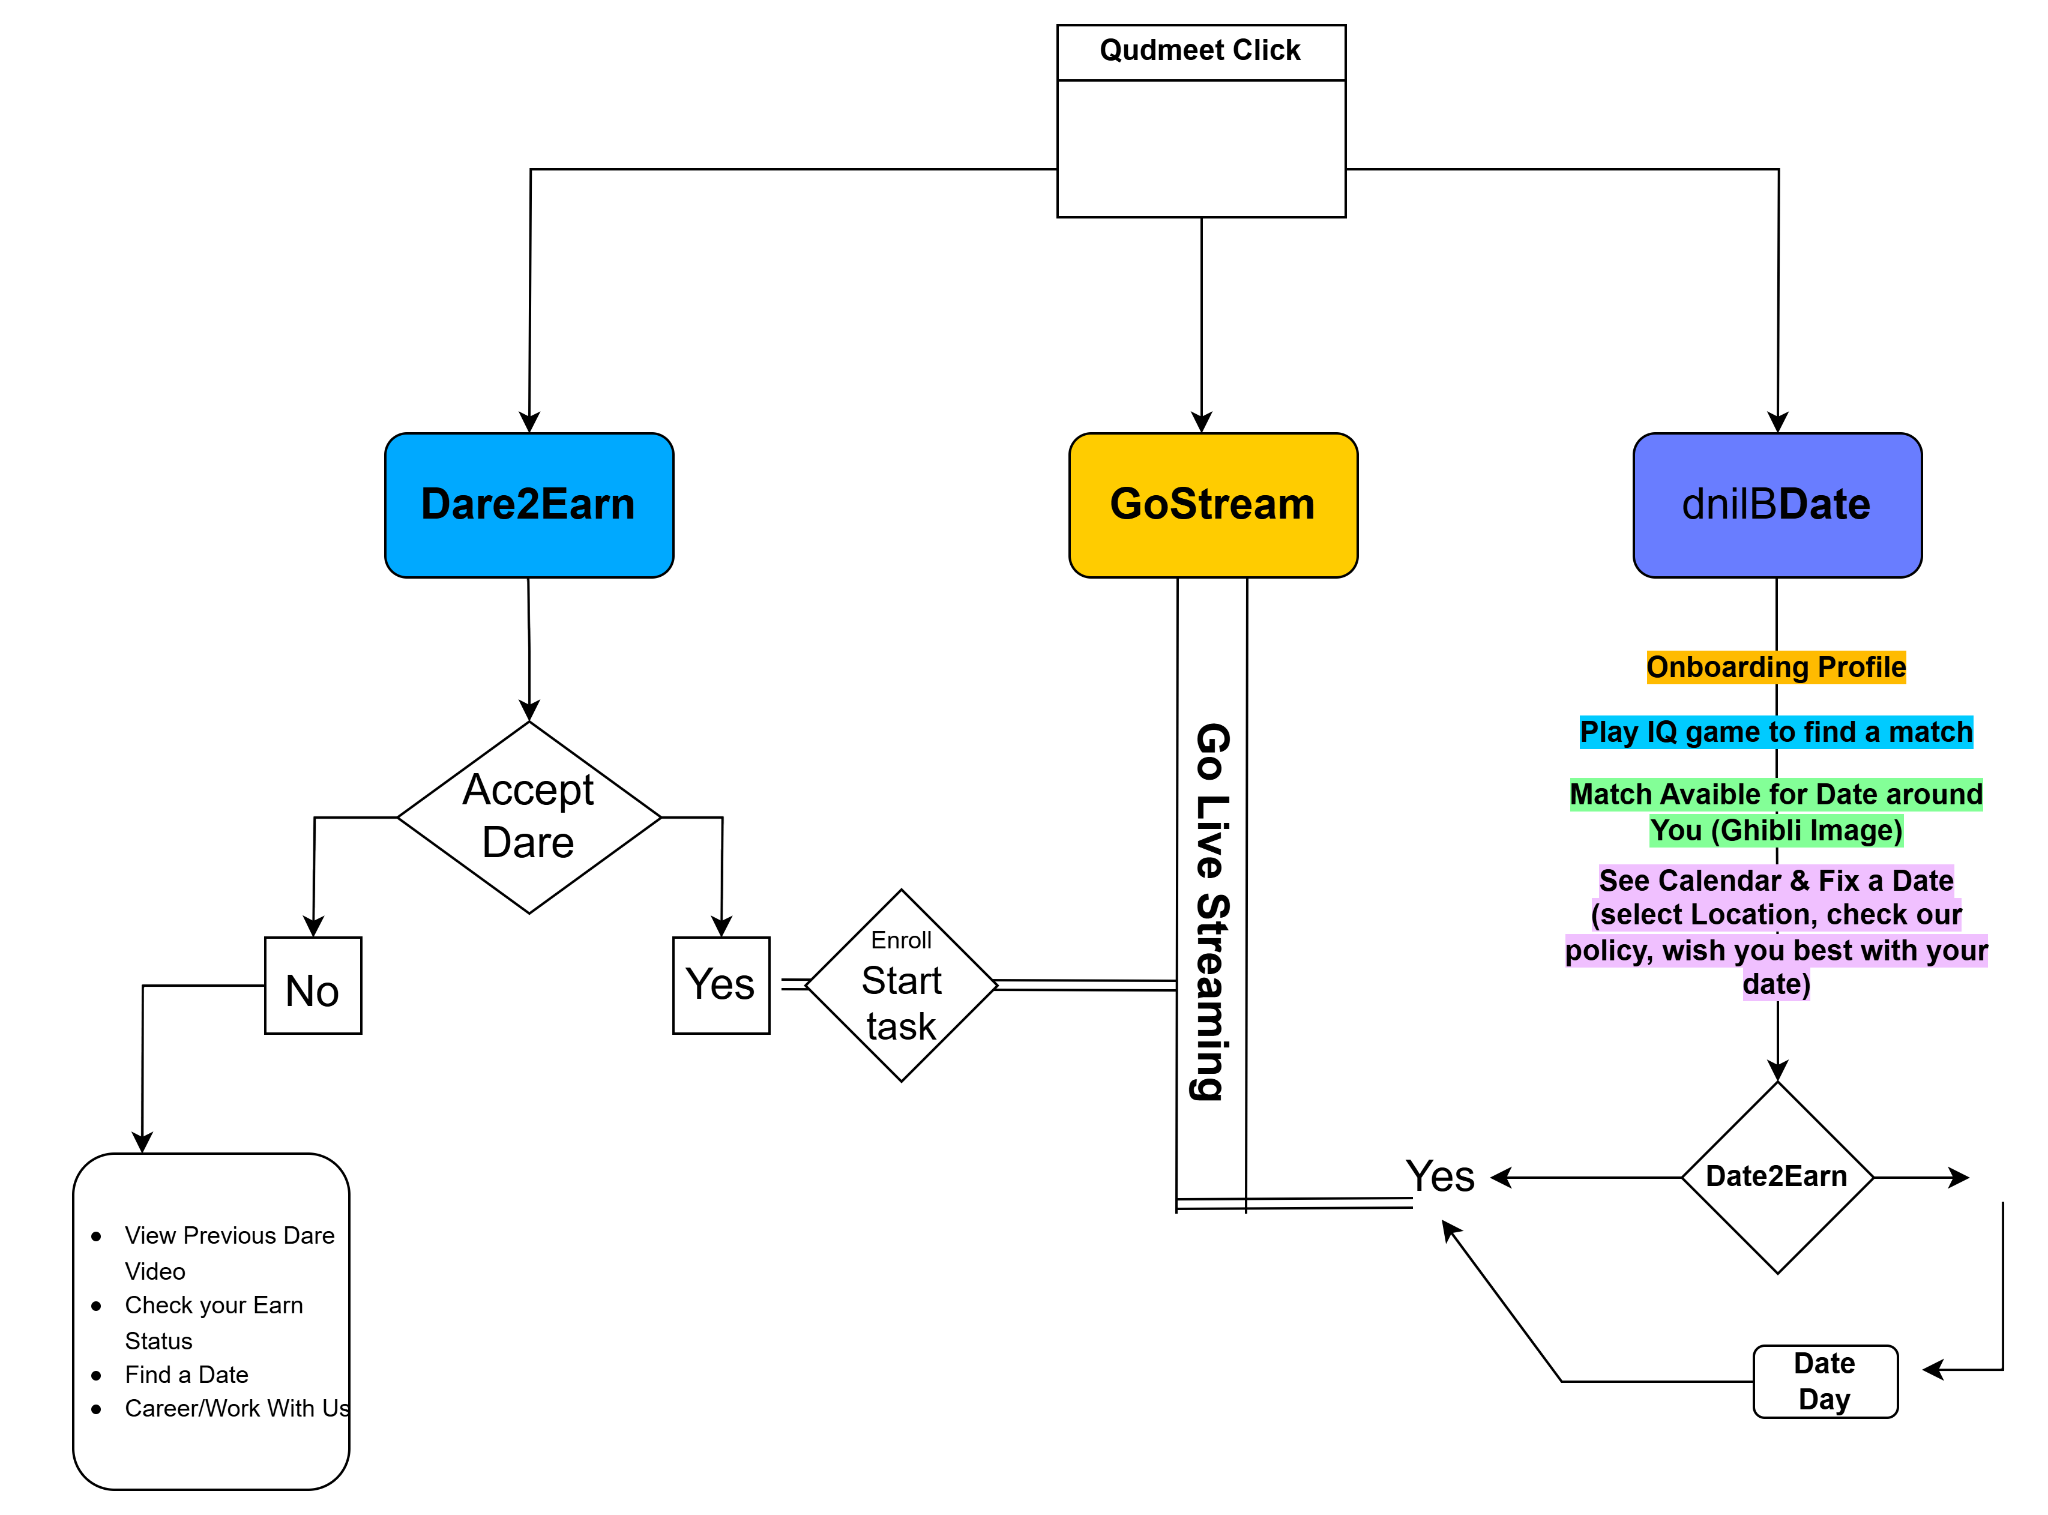 Qudmeet Click
Dare2Earn
GoStream
dnilBDate
Onboarding Profile
Play IQ game to find a match
Match Avaible for Date around
You (Ghibli Image)
See Calendar & Fix a Date
(select Location, check our
policy, wish you best with your
date)
Go Live Streaming
Accept
Dare
No
Yes
Enroll
Start
task
Yes
Date2Earn
View Previous Dare
Video
Check your Earn
Status
Find a Date
Career/Work With Us
Date
Day